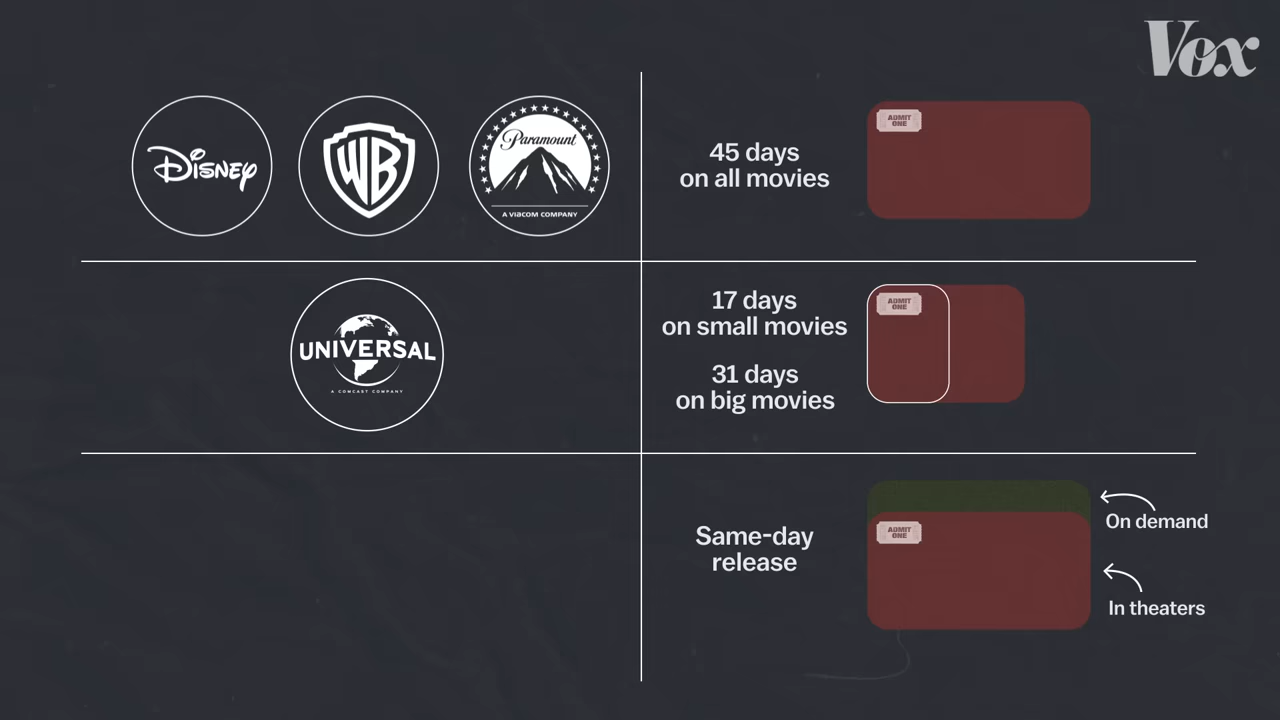 Vox
Disney
WB
Paramount
A VIACOM COMPANY
45 days
on all movies
ADMIT
ONE
UNIVERSAL
A COMCAST COMPANY
17 days
on small movies
31 days
on big movies
ADMIT
ONE
Same-day
release
ADMIT
ONE
On demand
In theaters